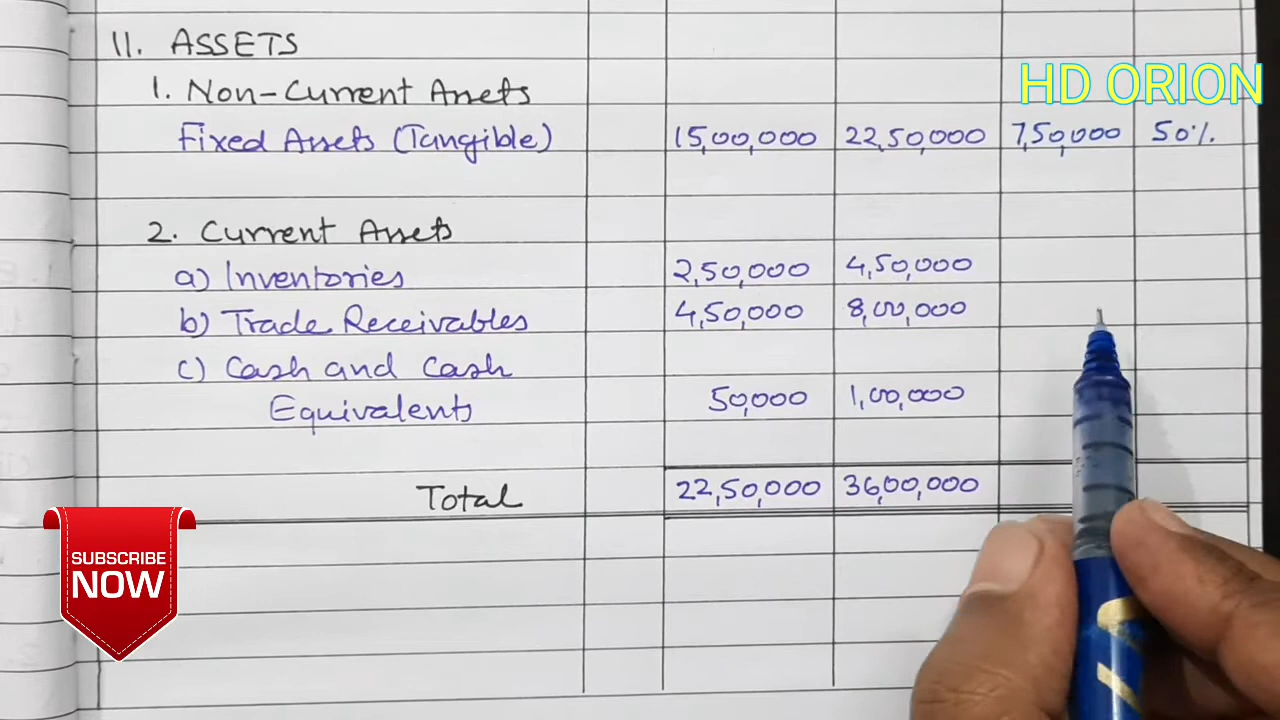 II. ASSETS
HD ORION
1. Non-Current Assets
Fixed Assets (Tangible) 15,00,000 22,50,000 7,50,000 50%.
2. Current Assets
a) Inventories 2,50,000 4,50,000
b) Trade Receivables 4,50,000 8,00,000
c) Cash and Cash
Equivalents 50,000 1,00,000
Total 22,50,000 36,00,000
SUBSCRIBE
NOW